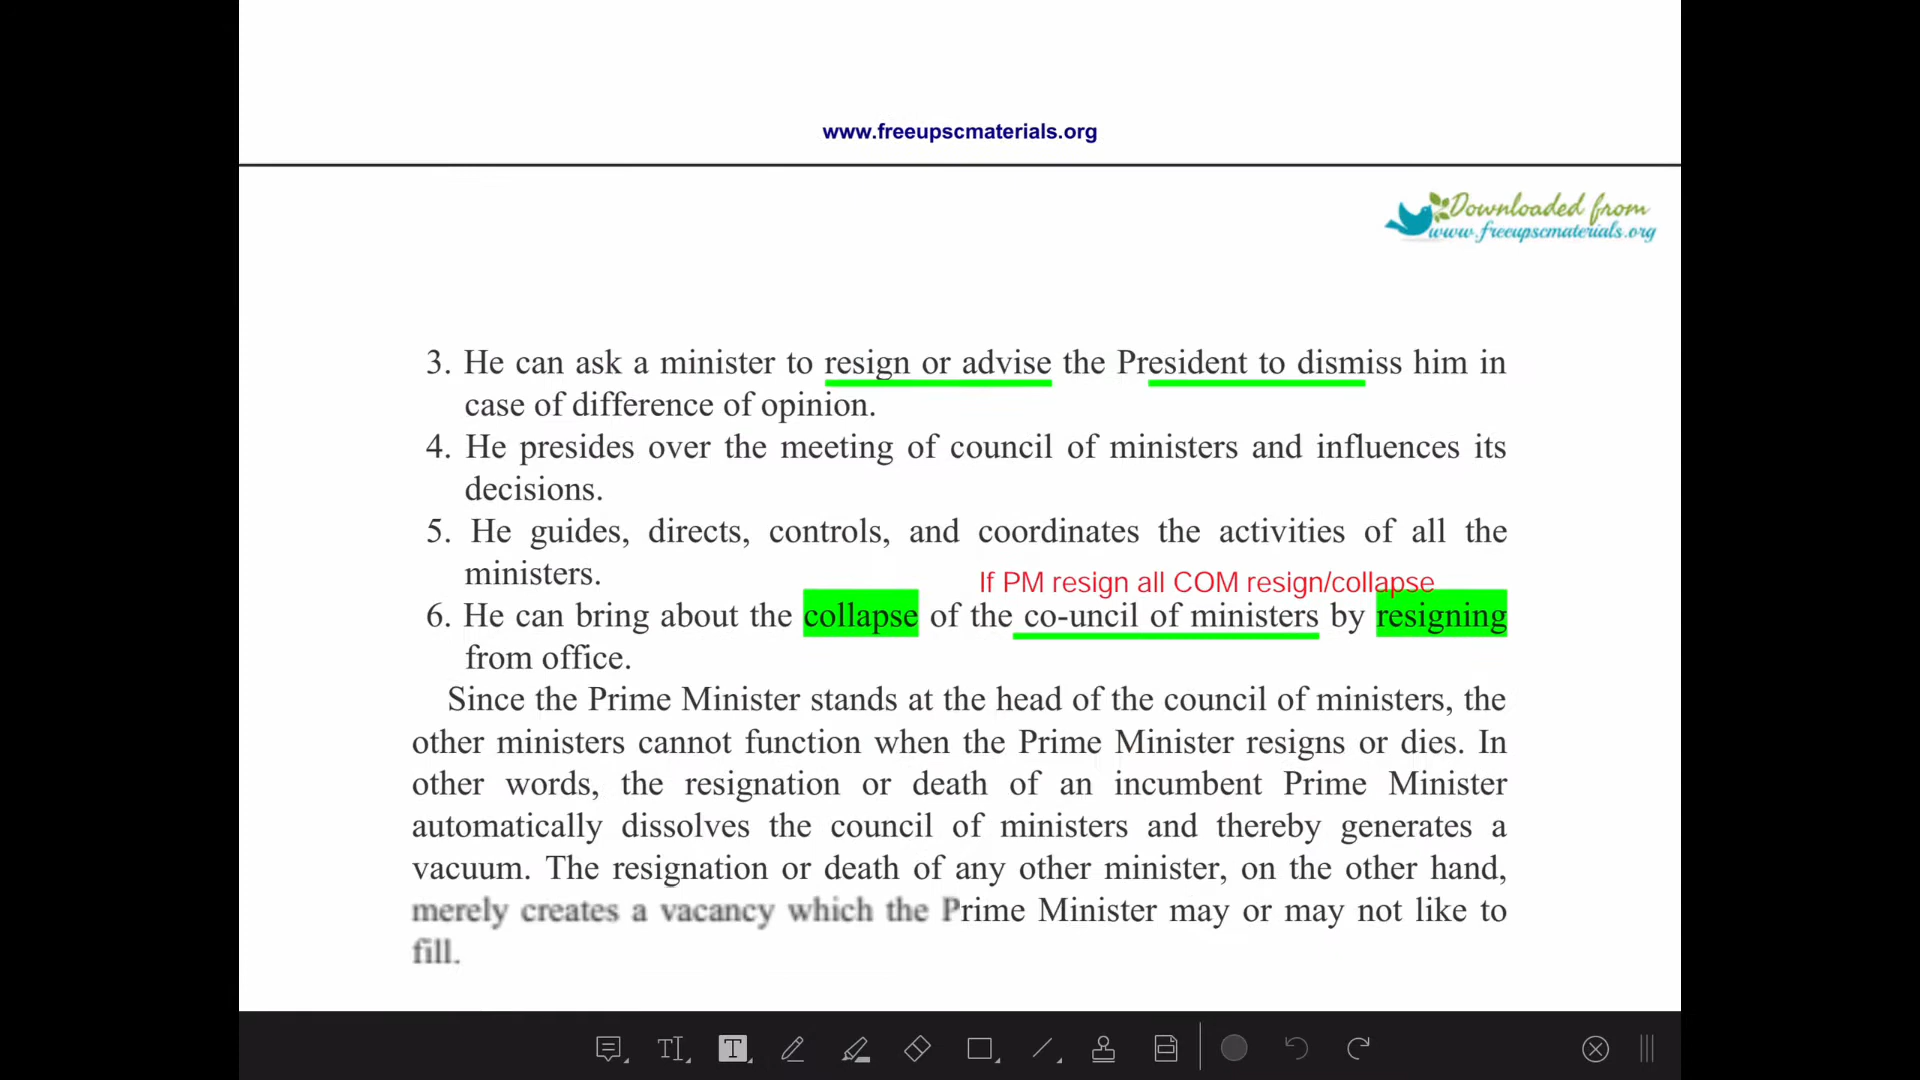 www.freeupscmaterials.org
Downloaded from
www.freeupscmaterials.org
3. He can ask a minister to resign or advise the President to dismiss him in
case of difference of opinion.
4. He presides over the meeting of council of ministers and influences its
decisions.
5. He guides, directs, controls, and coordinates the activities of all the
ministers.
If PM resign all COM resign/collapse
6. He can bring about the collapse of the co-uncil of ministers by resigning
from office.
Since the Prime Minister stands at the head of the council of ministers, the
other ministers cannot function when the Prime Minister resigns or dies. In
other words, the resignation or death of an incumbent Prime Minister
automatically dissolves the council of ministers and thereby generates a
vacuum. The resignation or death of any other minister, on the other hand,
merely creates a vacancy which the Prime Minister may or may not like to
fill.